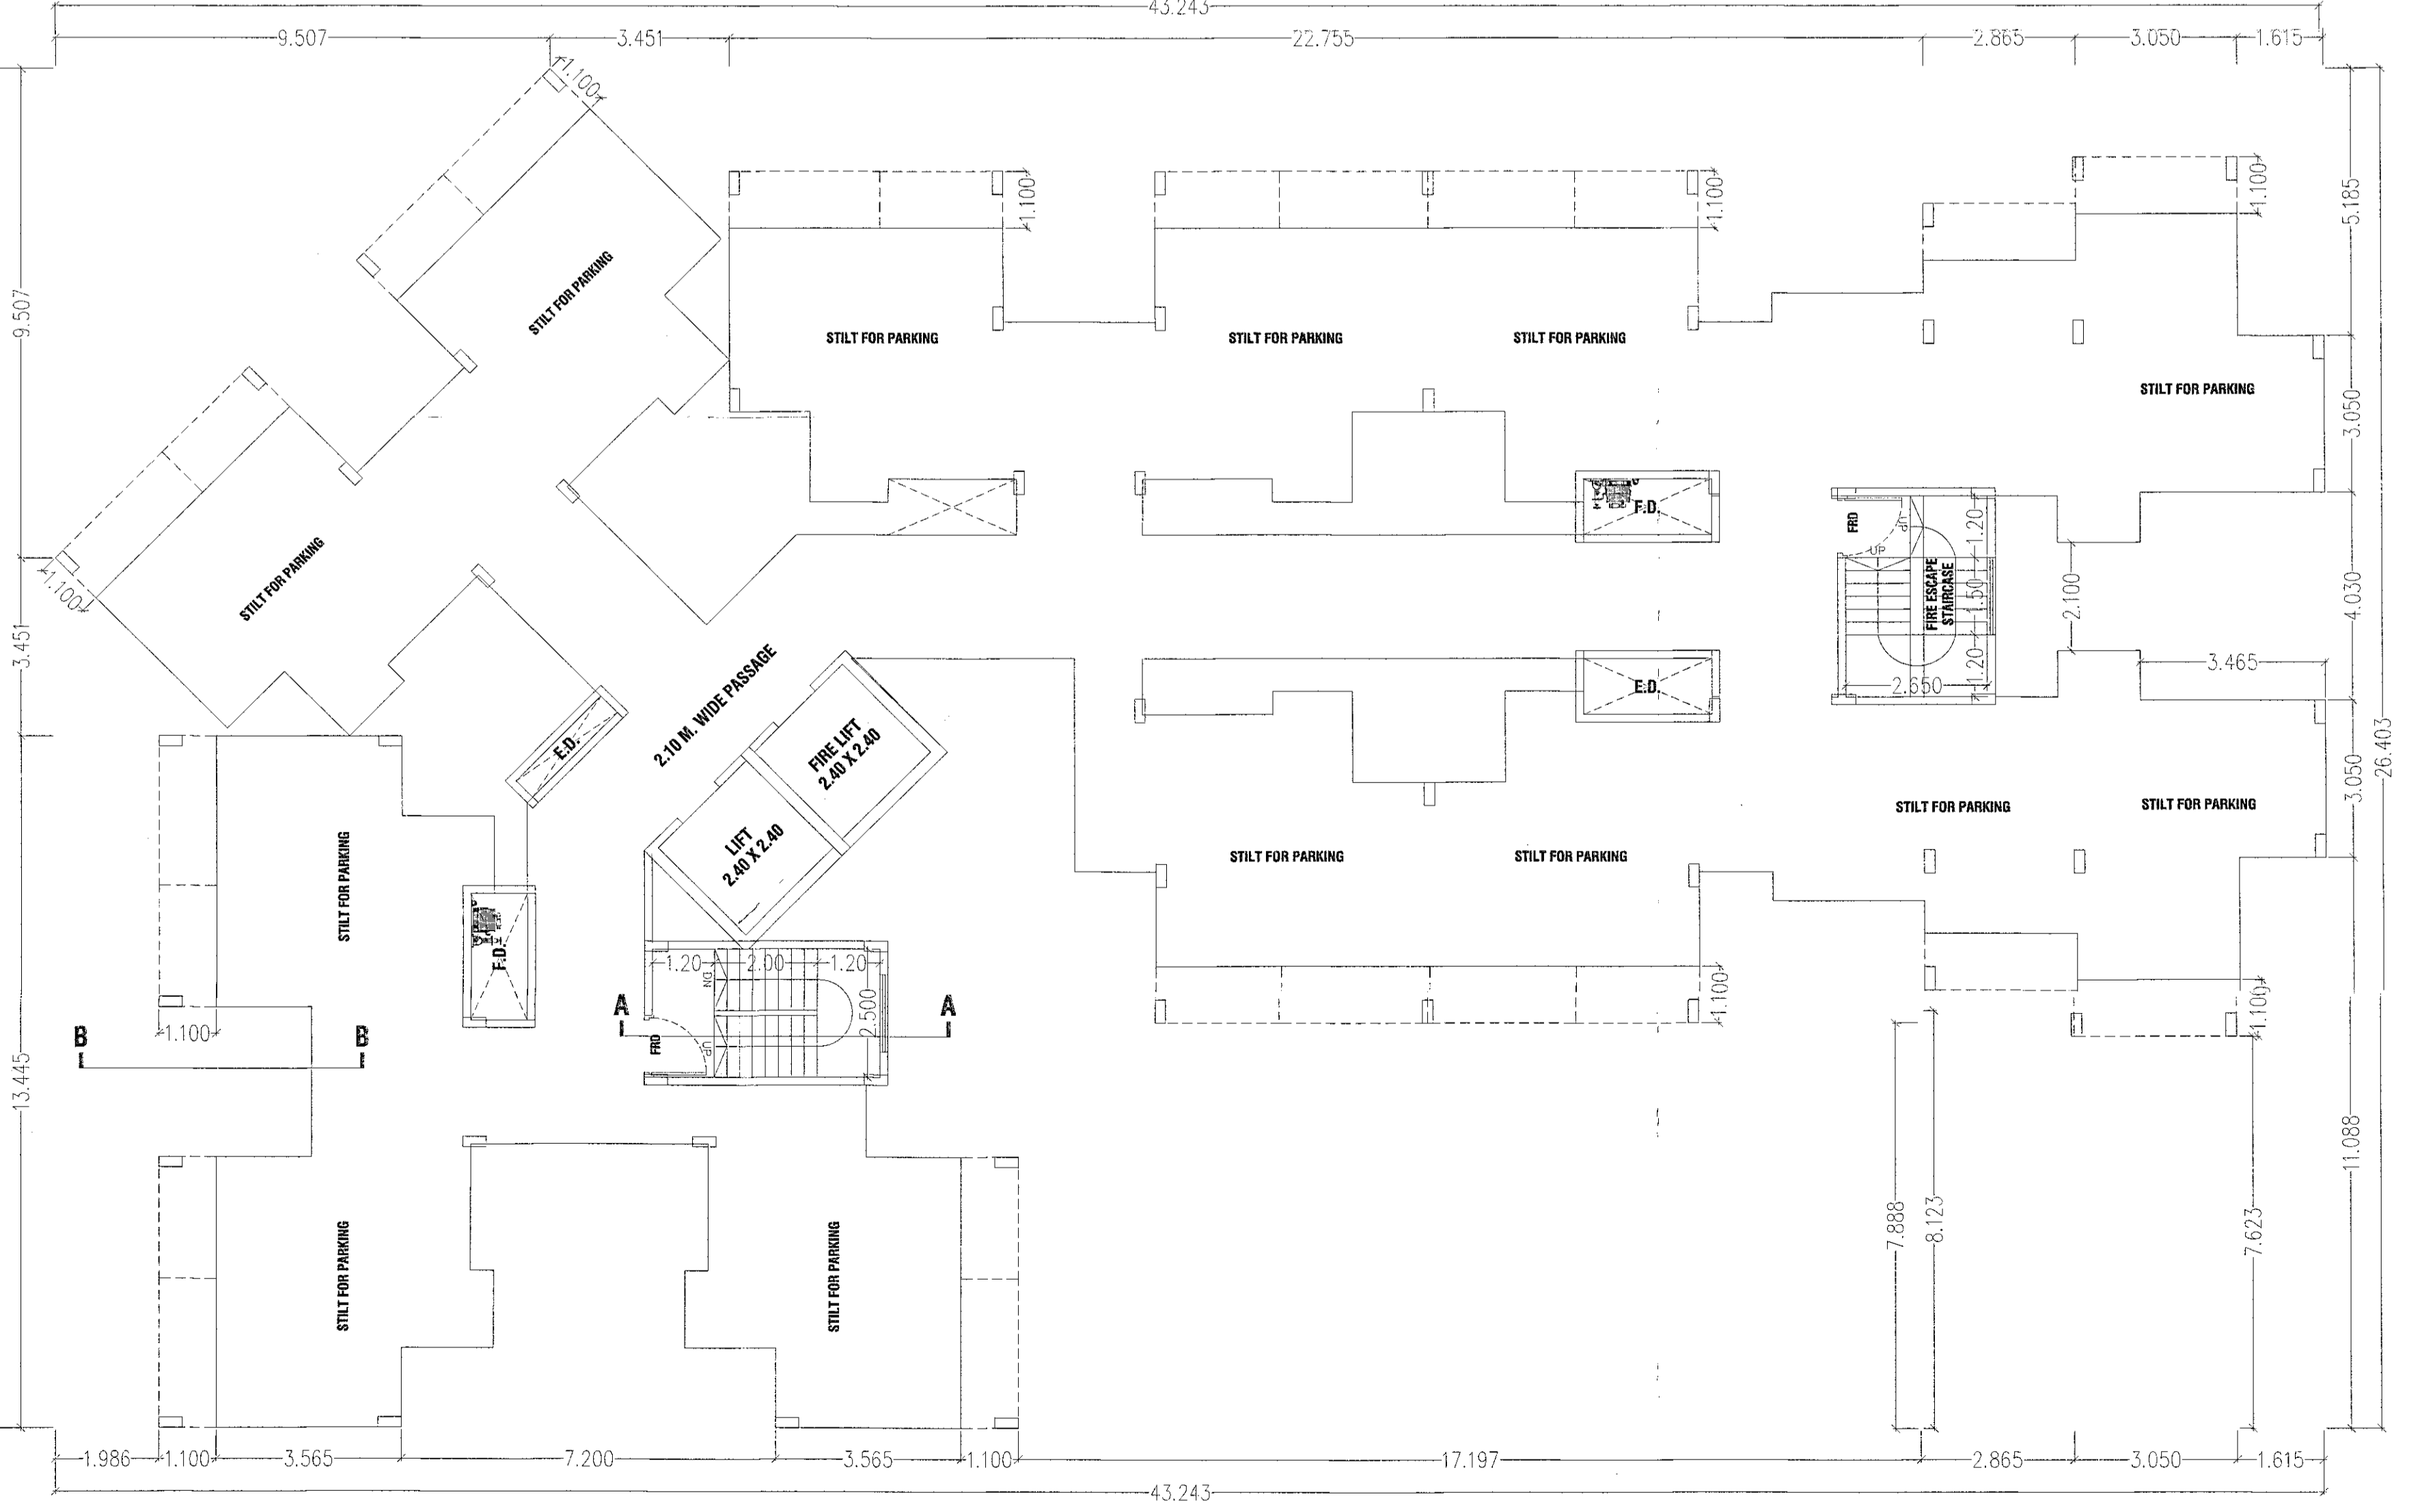 43.243
9.507
3.451
22.755
2.865
3.050
1.615
1.100
1.100
1.100
1.100
5.185
STILT FOR PARKING
9.507
STILT FOR PARKING
STILT FOR PARKING
STILT FOR PARKING
STILT FOR PARKING
3.050
F.D.
FRD
UP
UP
1.20
STILT FOR PARKING
1.100
FIRE ESCAPE
STAIRCASE
1.50
2.100
4.030
3.451
2.10 M. WIDE PASSAGE
1.20
2.650
3.465
E.D.
E.D.
FIRE LIFT
2.40 X 2.40
26.403
3.050
STILT FOR PARKING
STILT FOR PARKING
LIFT
2.40 X 2.40
STILT FOR PARKING
STILT FOR PARKING
STILT FOR PARKING
F.D.
1.20
2.00
1.20
DN
1.100
1.100
A
A
2.500
1.100
B
B
FRD
UP
13.445
11.088
7.888
8.123
7.623
STILT FOR PARKING
STILT FOR PARKING
1.986
1.100
3.565
7.200
3.565
1.100
17.197
2.865
3.050
1.615
43.243